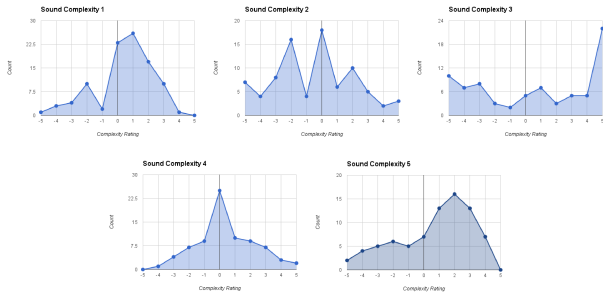 Sound Complexity 1
30
22.5
15
7.5
0
Count
-5 -4 -3 -2 -1 0 1 2 3 4 5
Complexity Rating
Sound Complexity 2
20
15
10
5
0
Count
-5 -4 -3 -2 -1 0 1 2 3 4 5
Complexity Rating
Sound Complexity 3
24
18
12
6
0
Count
-5 -4 -3 -2 -1 0 1 2 3 4 5
Complexity Rating
Sound Complexity 4
30
22.5
15
7.5
0
Count
-5 -4 -3 -2 -1 0 1 2 3 4 5
Complexity Rating
Sound Complexity 5
20
15
10
5
0
Count
-5 -4 -3 -2 -1 0 1 2 3 4 5
Complexity Rating